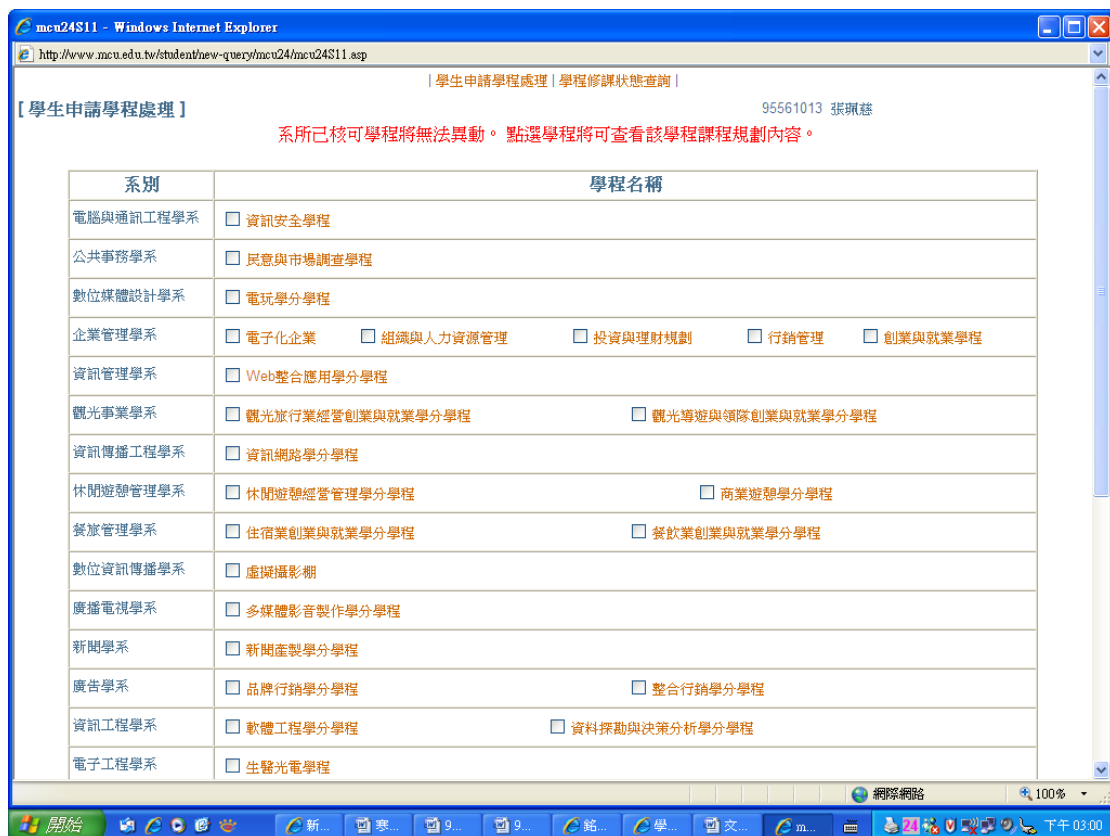 mcu24S11 - Windows Internet Explorer
http://www.mcu.edu.tw/student/new-query/mcu24/mcu24S11.asp
| 學生申請學程處理 | 學程修課狀態查詢 |
[ 學生申請學程處理 ] 95561013 張珮慈
系所已核可學程將無法異動。 點選學程將可查看該學程課程規劃內容。
系別 學程名稱
電腦與通訊工程學系 資訊安全學程
公共事務學系 民意與市場調查學程
數位媒體設計學系 電玩學分學程
企業管理學系 電子化企業 組織與人力資源管理 投資與理財規劃 行銷管理 創業與就業學程
資訊管理學系 Web整合應用學分學程
觀光事業學系 觀光旅行業經營創業與就業學分學程 觀光導遊與領隊創業與就業學分學程
資訊傳播工程學系 資訊網路學分學程
休閒遊憩管理學系 休閒遊憩經營管理學分學程 商業遊憩學分學程
餐旅管理學系 住宿業創業與就業學分學程 餐飲業創業與就業學分學程
數位資訊傳播學系 虛擬攝影棚
廣播電視學系 多媒體影音製作學分學程
新聞學系 新聞產製學分學程
廣告學系 品牌行銷學分學程 整合行銷學分學程
資訊工程學系 軟體工程學分學程 資料探勘與決策分析學分學程
電子工程學系 生醫光電學程
網際網路 100%
開始 新... 寒... 9... 9... 銘... 學... 交... m... 24 下午 03:00